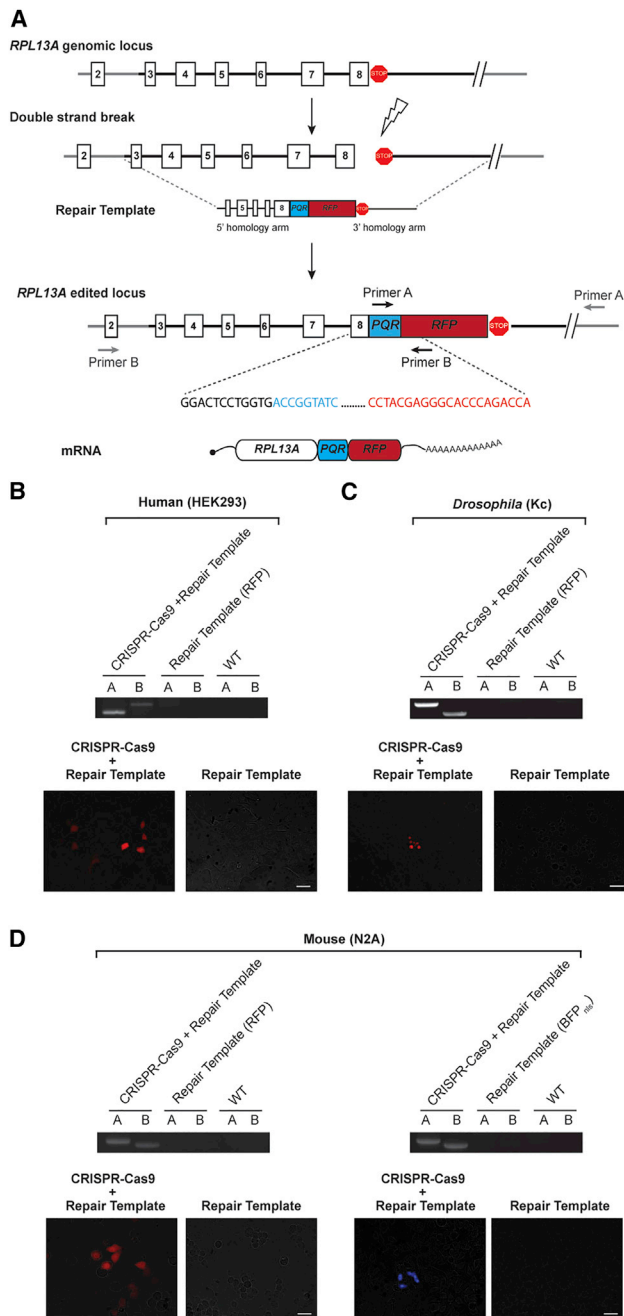 A
RPL13A genomic locus
2 3 4 5 6 7 8 STOP
Double strand break
2 3 4 5 6 7 8 STOP
Repair Template
5 8 PQR RFP STOP
5' homology arm 3' homology arm
RPL13A edited locus
Primer A
Primer A
2 3 4 5 6 7 8 PQR RFP STOP
Primer B
Primer B
GGACTCCTGGTGACCGGTATC ......... CCTACGAGGGCACCCAGACCA
mRNA
RPL13A PQR RFP AAAAAAAAAAAAA
B
Human (HEK293)
CRISPR-Cas9 +Repair Template
Repair Template (RFP)
WT
A B A B A B
CRISPR-Cas9
+
Repair Template
Repair Template
C
Drosophila (Kc)
CRISPR-Cas9 + Repair Template
Repair Template (RFP)
WT
A B A B A B
CRISPR-Cas9
+
Repair Template
Repair Template
D
Mouse (N2A)
CRISPR-Cas9 + Repair Template
Repair Template (RFP)
WT
A B A B A B
CRISPR-Cas9
+
Repair Template
Repair Template
CRISPR-Cas9 + Repair Template
Repair Template (BFP nls)
WT
A B A B A B
CRISPR-Cas9
+
Repair Template
Repair Template